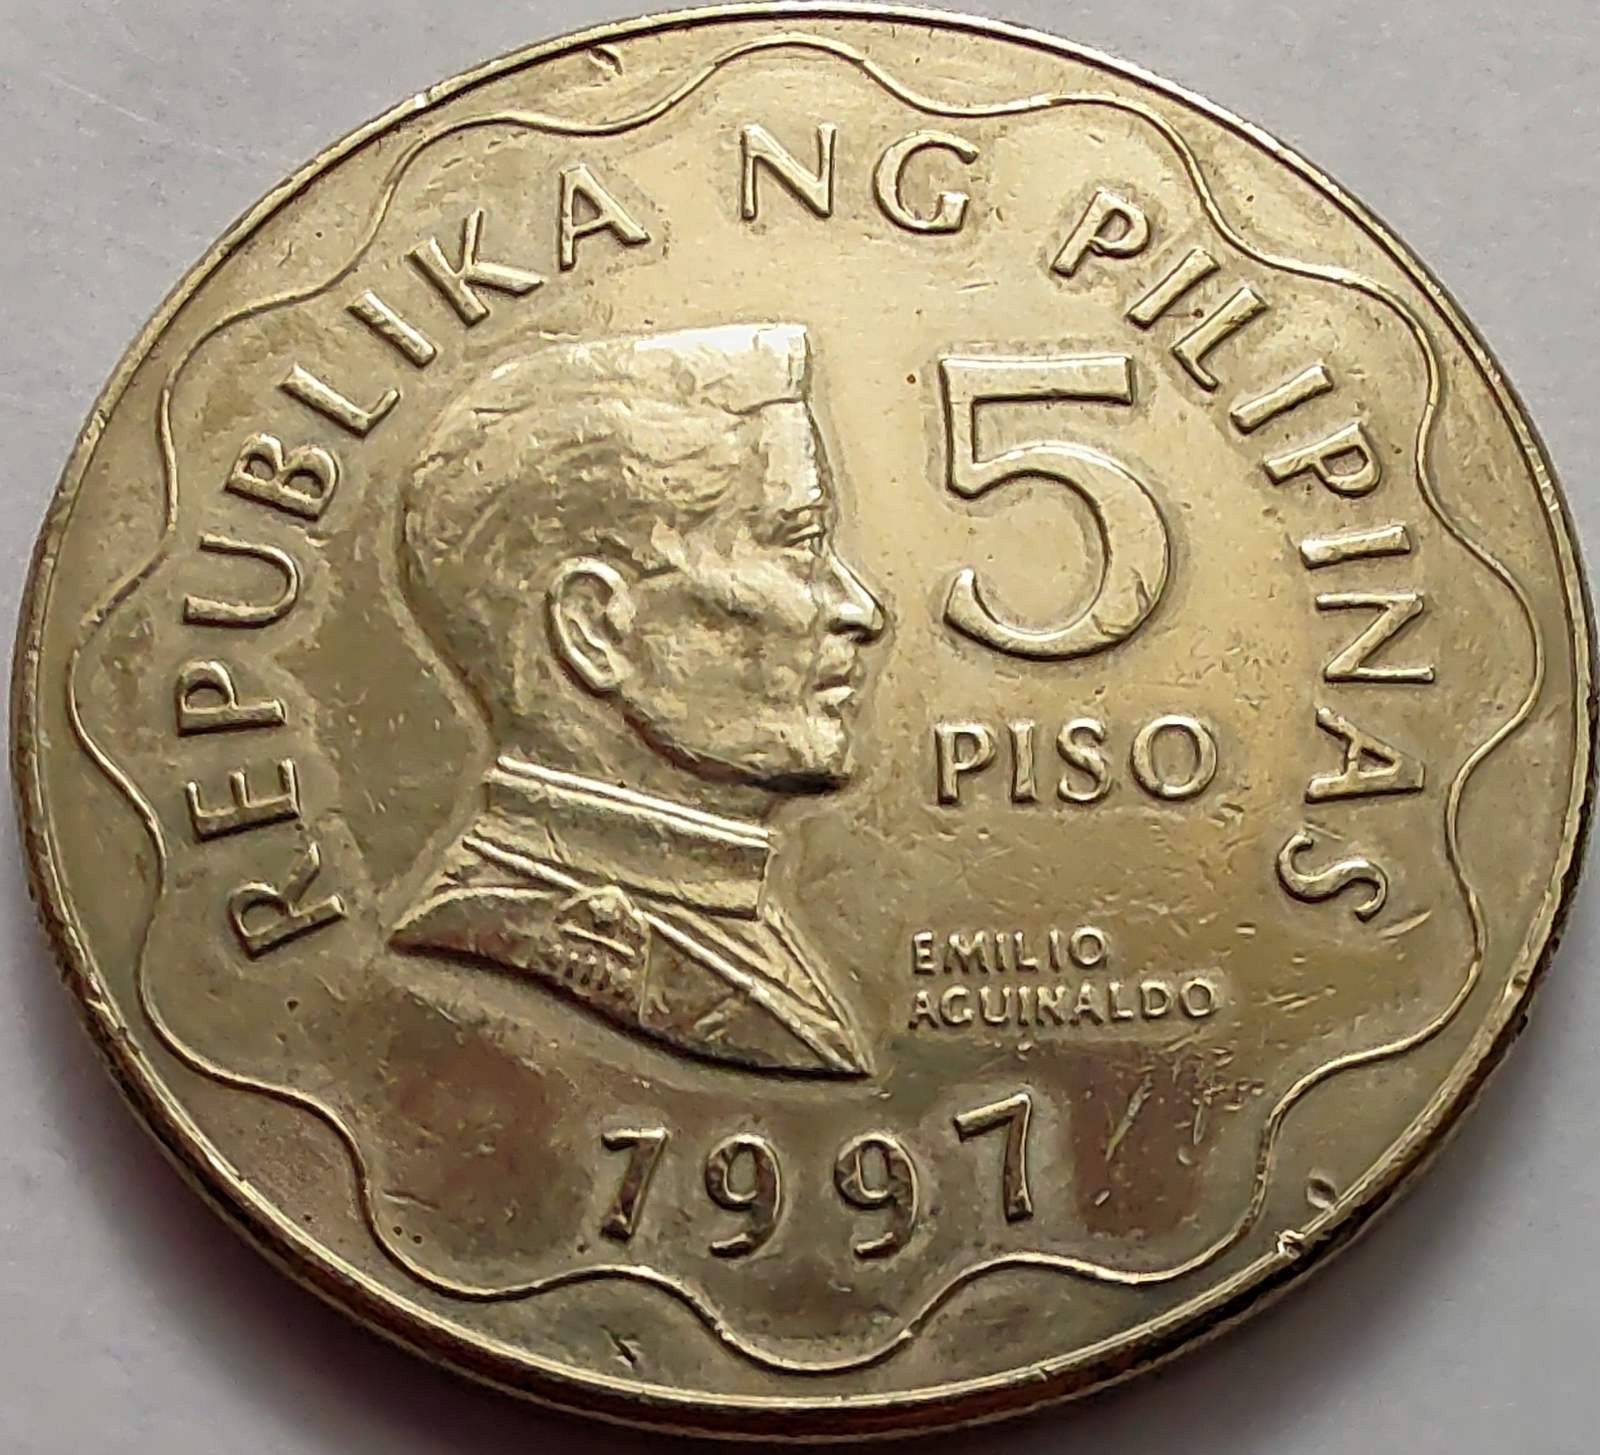 REPUBLIKA NG PILIPINAS
5
PISO
EMILIO
AGUINALDO
1997